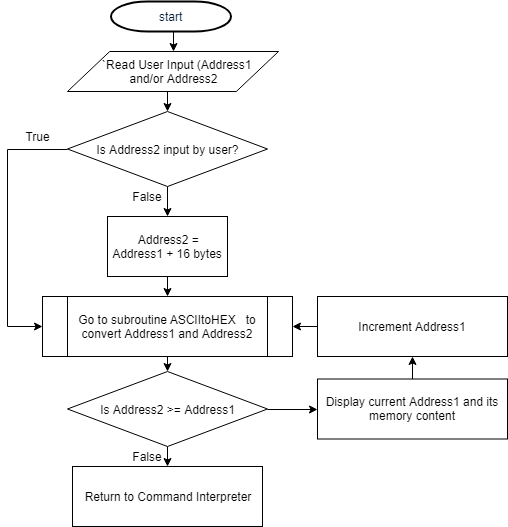 start
`Read User Input (Address1
and/or Address2
True
Is Address2 input by user?
False
Address2 =
Address1 + 16 bytes
Go to subroutine ASCIItoHEX to
convert Address1 and Address2
Increment Address1
Is Address2 >= Address1
Display current Address1 and its
memory content
False
Return to Command Interpreter